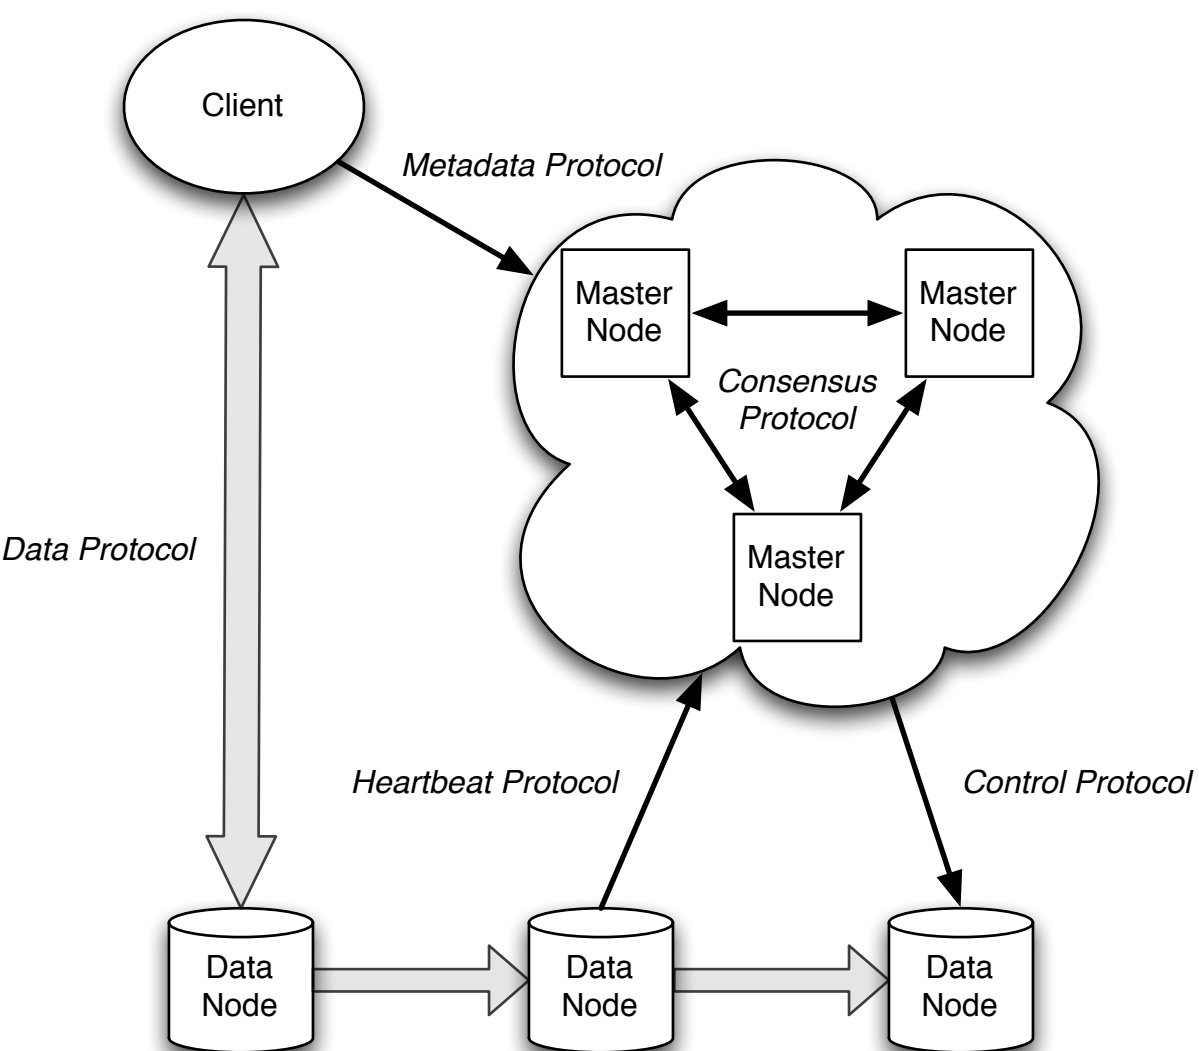 Client
Metadata Protocol
Master
Node
Master
Node
Consensus
Protocol
Master
Node
Data Protocol
Heartbeat Protocol
Control Protocol
Data
Node
Data
Node
Data
Node